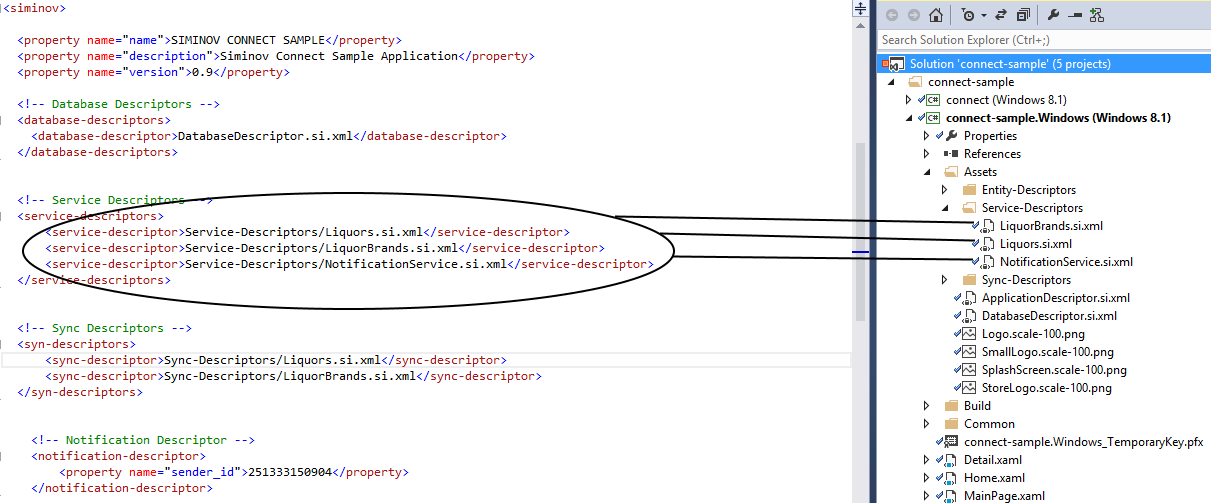 <siminov>
<property name="name">SIMINOV CONNECT SAMPLE</property>
<property name="description">Siminov Connect Sample Application</property>
<property name="version">0.9</property>
<!-- Database Descriptors -->
<database-descriptors>
<database-descriptor>DatabaseDescriptor.si.xml</database-descriptor>
</database-descriptors>
<!-- Service Descriptors -->
<service-descriptors>
<service-descriptor>Service-Descriptors/Liquors.si.xml</service-descriptor>
<service-descriptor>Service-Descriptors/LiquorBrands.si.xml</service-descriptor>
<service-descriptor>Service-Descriptors/NotificationService.si.xml</service-descriptor>
</service-descriptors>
<!-- Sync Descriptors -->
<syn-descriptors>
<sync-descriptor>Sync-Descriptors/Liquors.si.xml</sync-descriptor>
<sync-descriptor>Sync-Descriptors/LiquorBrands.si.xml</sync-descriptor>
</syn-descriptors>
<!-- Notification Descriptor -->
<notification-descriptor>
<property name="sender_id">251333150904</property>
</notification-descriptor>
Search Solution Explorer (Ctrl+;)
Solution 'connect-sample' (5 projects)
connect-sample
C# connect (Windows 8.1)
C# connect-sample.Windows (Windows 8.1)
Properties
References
Assets
Entity-Descriptors
Service-Descriptors
LiquorBrands.si.xml
Liquors.si.xml
NotificationService.si.xml
Sync-Descriptors
ApplicationDescriptor.si.xml
DatabaseDescriptor.si.xml
Logo.scale-100.png
SmallLogo.scale-100.png
SplashScreen.scale-100.png
StoreLogo.scale-100.png
Build
Common
connect-sample.Windows_TemporaryKey.pfx
Detail.xaml
Home.xaml
MainPage.xaml